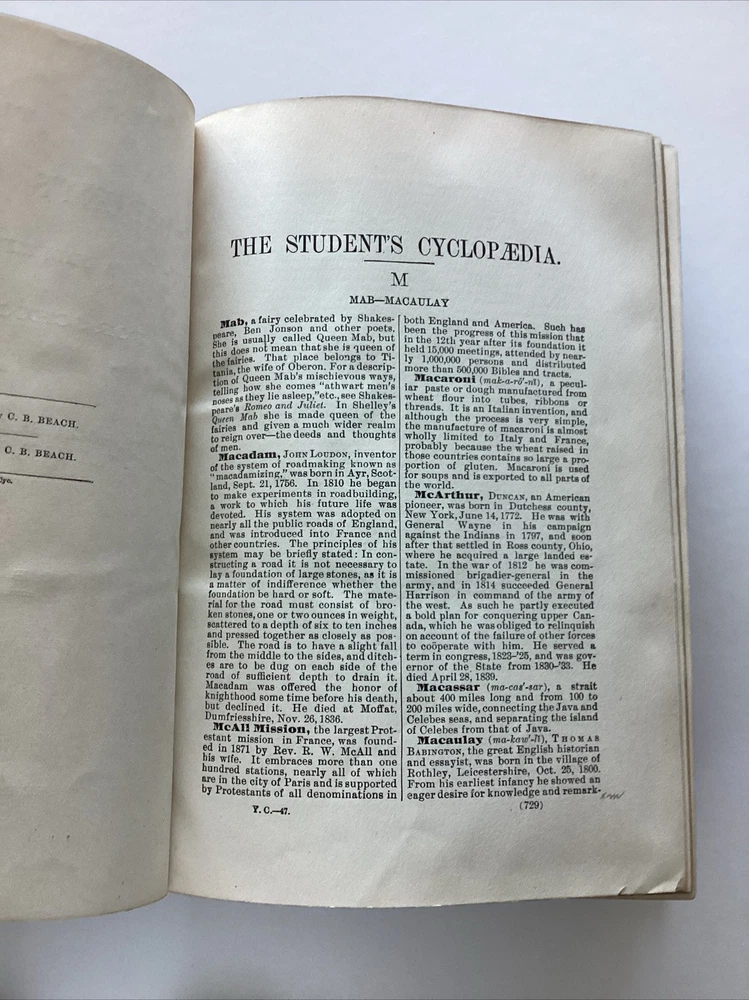 C. B. BEACH.
C. B. BEACH.
THE STUDENT'S CYCLOPÆDIA.
M
MAB—MACAULAY
Mab, a fairy celebrated by Shakes-
peare, Ben Jonson and other poets.
She is usually called Queen Mab, but
this does not mean that she is queen of
the fairies. That place belongs to Ti-
tania, the wife of Oberon. For a descrip-
tion of Queen Mab's mischievous ways,
telling how she comes "athwart men's
noses as they lie asleep," etc., see Shakes-
peare's Romeo and Juliet. In Shelley's
Queen Mab she is made queen of the
fairies and given a much wider realm
to reign over—the deeds and thoughts
of men.
Macadam, JOHN LOUDON, inventor
of the system of roadmaking known as
"macadamizing," was born in Ayr, Scot-
land, Sept. 21, 1756. In 1810 he began
to make experiments in roadbuilding,
a work to which his future life was
devoted. His system was adopted on
nearly all the public roads of England,
and was introduced into France and
other countries. The principles of his
system may be briefly stated: In con-
structing a road it is not necessary to
lay a foundation of large stones, as it is
a matter of indifference whether the
foundation be hard or soft. The mate-
rial for the road must consist of bro-
ken stones, one or two ounces in weight,
scattered to a depth of six to ten inches
and pressed together as closely as pos-
sible. The road is to have a slight fall
from the middle to the sides, and ditch-
es are to be dug on each side of the
road of sufficient depth to drain it.
Macadam was offered the honor of
knighthood some time before his death,
but declined it. He died at Moffat,
Dumfriesshire, Nov. 26, 1836.
McAll Mission, the largest Prot-
estant mission in France, was found-
ed in 1871 by Rev. R. W. McAll and
his wife. It embraces more than one
hundred stations, nearly all of which
are in the city of Paris and is supported
by Protestants of all denominations in
Y. C.—47.
both England and America. Such has
been the progress of this mission that
in the 12th year after its foundation it
held 15,000 meetings, attended by near-
ly 1,000,000 persons and distributed
more than 500,000 Bibles and tracts.
Macaroni (mak-a-rō'-nĭ), a pecul-
iar paste or dough manufactured from
wheat flour into tubes, ribbons or
threads. It is an Italian invention, and
although the process is very simple,
the manufacture of macaroni is almost
wholly limited to Italy and France,
probably because the wheat raised in
those countries contains so large a pro-
portion of gluten. Macaroni is used
for soups and is exported to all parts of
the world.
McArthur, DUNCAN, an American
pioneer, was born in Dutchess county,
New York, June 14, 1772. He was with
General Wayne in his campaign
against the Indians in 1797, and soon
after that settled in Ross county, Ohio,
where he acquired a large landed es-
tate. In the war of 1812 he was com-
missioned brigadier-general in the
army, and in 1814 succeeded General
Harrison in command of the army of
the west. As such he partly executed
a bold plan for conquering upper Can-
ada, which he was obliged to relinquish
on account of the failure of other forces
to coöperate with him. He served a
term in congress, 1823-'25, and was gov-
ernor of the State from 1830-'33. He
died April 28, 1839.
Macassar (ma-cas'-sar), a strait
about 400 miles long and from 100 to
200 miles wide, connecting the Java and
Celebes seas, and separating the island
of Celebes from that of Java.
Macaulay (ma-kaw'-lĭ), THOMAS
BABINGTON, the great English historian
and essayist, was born in the village of
Rothley, Leicestershire, Oct. 25, 1800.
From his earliest infancy he showed an
eager desire for knowledge and remark-
(729)